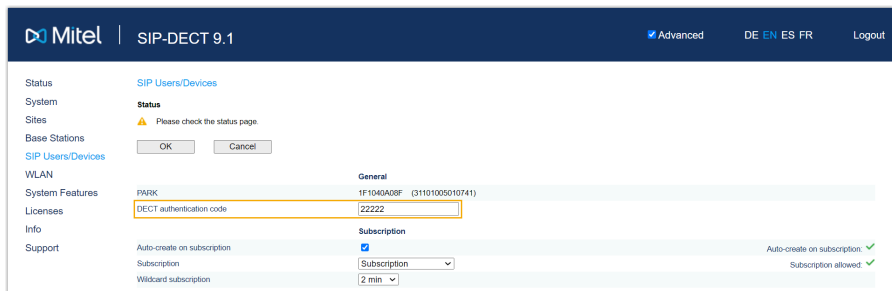 Mitel | SIP-DECT 9.1 Advanced DE EN ES FR Logout
Status SIP Users/Devices
System Status
Sites Please check the status page.
Base Stations OK Cancel
SIP Users/Devices
WLAN General
System Features PARK 1F1040A08F (31101005010741)
Licenses DECT authentication code 22222
Info Subscription
Support Auto-create on subscription Auto-create on subscription:
Subscription Subscription Subscription allowed:
Wildcard subscription 2 min